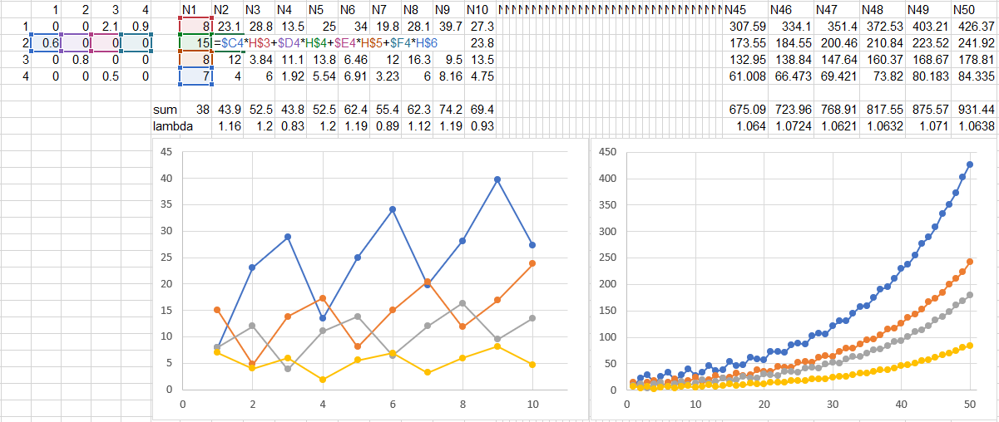 1 2 3 4 N1 N2 N3 N4 N5 N6 N7 N8 N9 N10 N45 N46 N47 N48 N49 N50
1 0 0 2.1 0.9 8 23.1 28.8 13.5 25 34 19.8 28.1 39.7 27.3 307.59 334.1 351.4 372.53 403.21 426.37
2 0.6 0 0 0 15 =$C4*H$3+$D4*H$4+$E4*H$5+$F4*H$6 23.8 173.55 184.55 200.46 210.84 223.52 241.92
3 0 0.8 0 0 8 12 3.84 11.1 13.8 6.46 12 16.3 9.5 13.5 132.95 138.84 147.64 160.37 168.67 178.81
4 0 0 0.5 0 7 4 6 1.92 5.54 6.91 3.23 6 8.16 4.75 61.008 66.473 69.421 73.82 80.183 84.335
sum 38 43.9 52.5 43.8 52.5 62.4 55.4 62.3 74.2 69.4 675.09 723.96 768.91 817.55 875.57 931.44
lambda 1.16 1.2 0.83 1.2 1.19 0.89 1.12 1.19 0.93 1.064 1.0724 1.0621 1.0632 1.071 1.0638
45
40
35
30
25
20
15
10
5
0
0 2 4 6 8 10
450
400
350
300
250
200
150
100
50
0
0 10 20 30 40 50